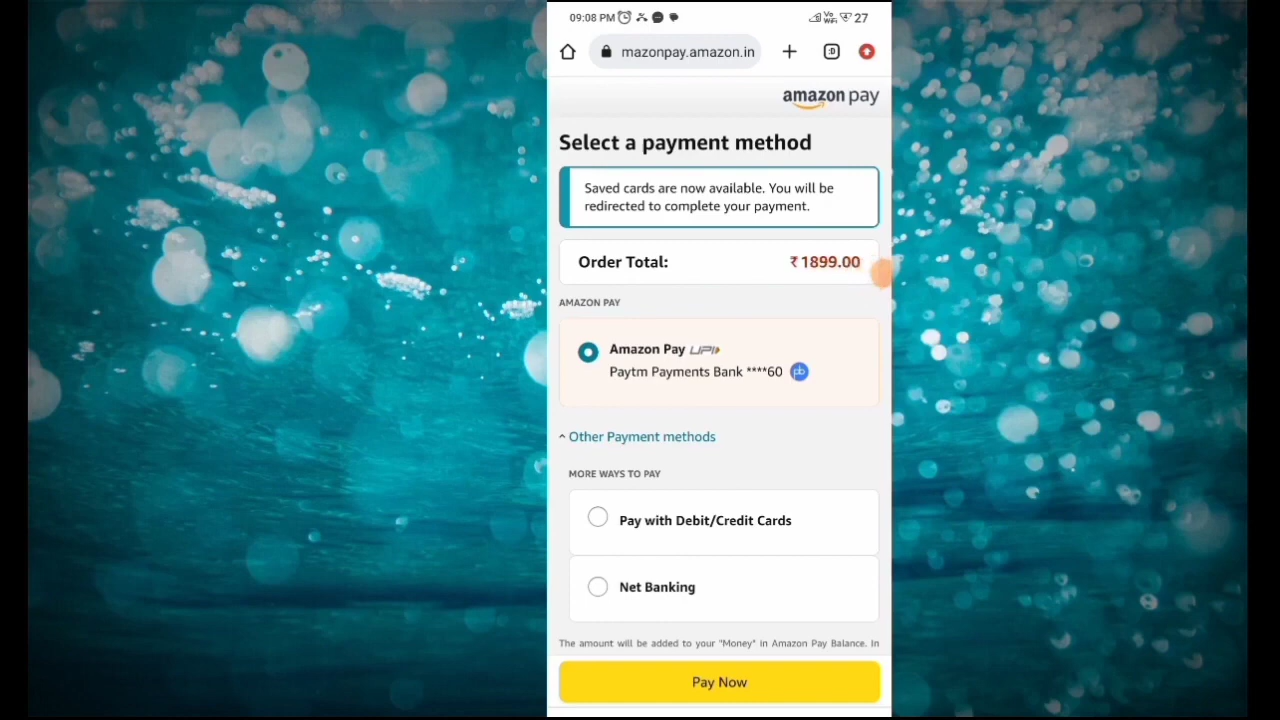 09:08 PM Vo WiFi 27
mazonpay.amazon.in :D
amazon pay
Select a payment method
Saved cards are now available. You will be
redirected to complete your payment.
Order Total: ₹1899.00
AMAZON PAY
Amazon Pay UPI
Paytm Payments Bank ****60 pb
^ Other Payment methods
MORE WAYS TO PAY
Pay with Debit/Credit Cards
Net Banking
The amount will be added to your "Money" in Amazon Pay Balance. In
Pay Now